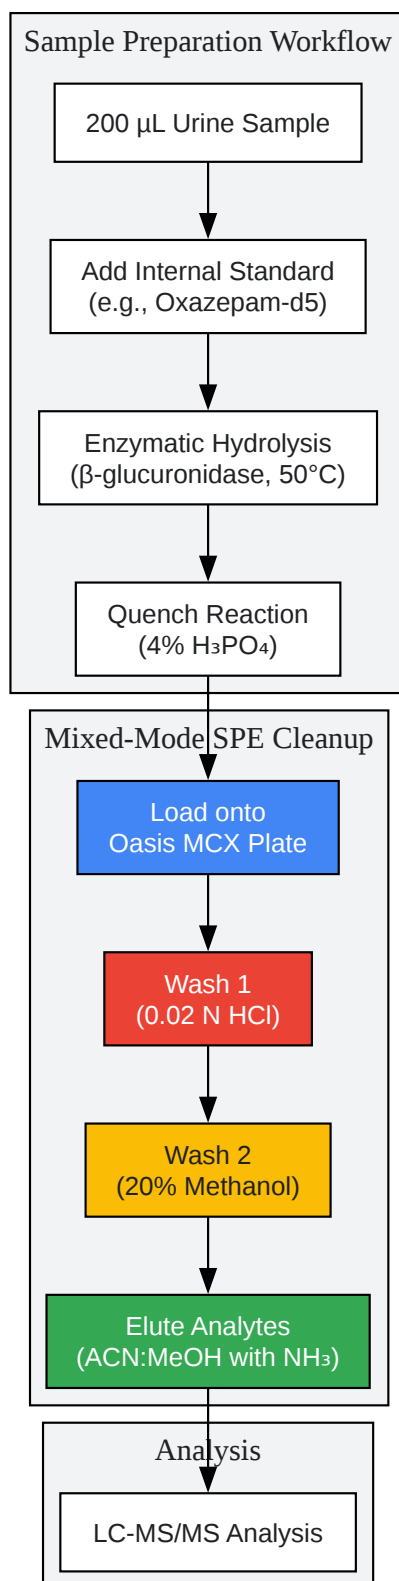 Sample Preparation Workflow
200 µL Urine Sample
Add Internal Standard
(e.g., Oxazepam-d5)
Enzymatic Hydrolysis
(β-glucuronidase, 50°C)
Quench Reaction
(4% H₃PO₄)
Mixed-Mode SPE Cleanup
Load onto
Oasis MCX Plate
Wash 1
(0.02 N HCl)
Wash 2
(20% Methanol)
Elute Analytes
(ACN:MeOH with NH₃)
Analysis
LC-MS/MS Analysis